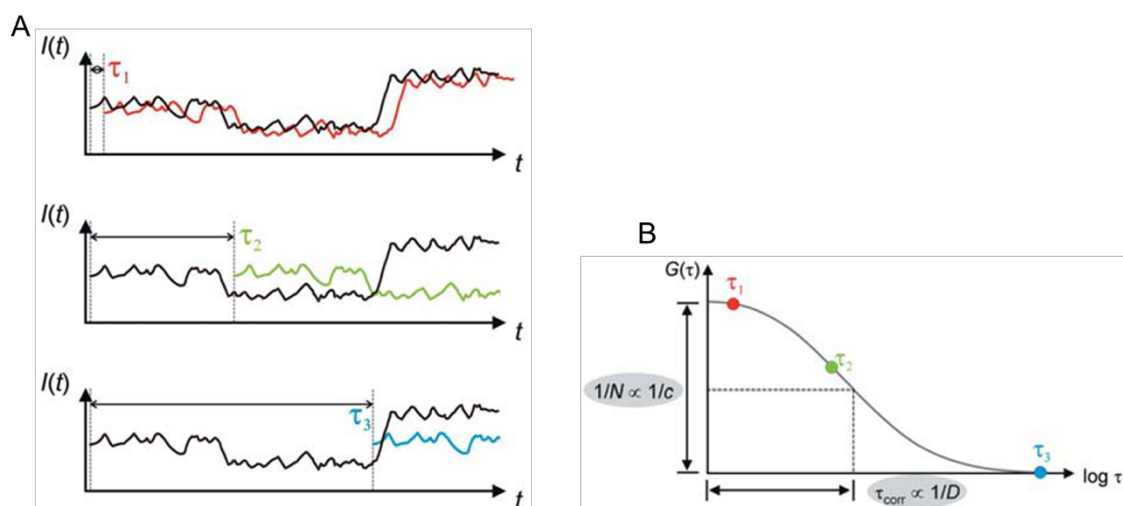 A
I(t)
τ1
t
I(t)
τ2
t
I(t)
τ3
t
B
G(τ)
τ1
τ2
1/N ∝ 1/c
τ3
log τ
τcorr ∝ 1/D